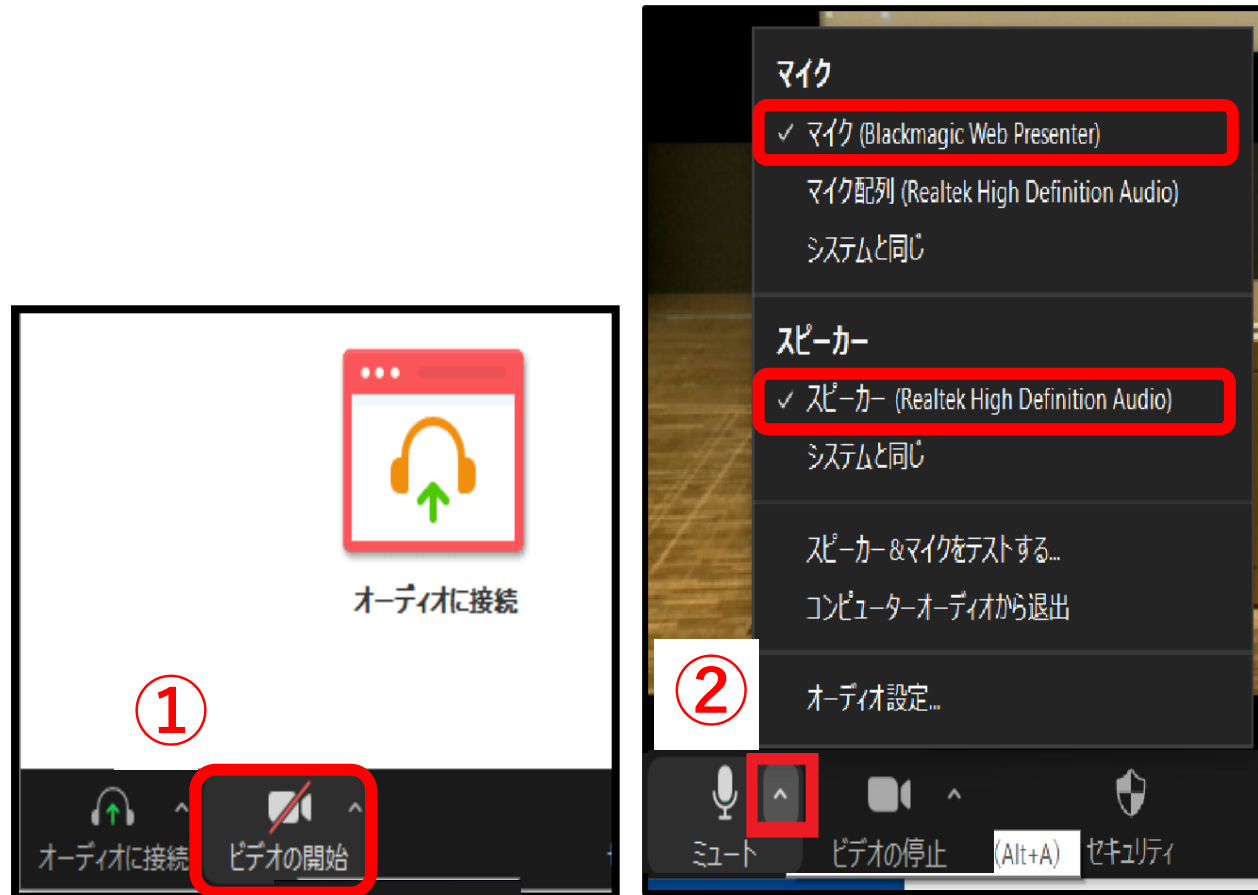 オーディオに接続
①
オーディオに接続
ビデオの開始
マイク
✓ マイク (Blackmagic Web Presenter)
マイク配列 (Realtek High Definition Audio)
システムと同じ
スピーカー
✓ スピーカー (Realtek High Definition Audio)
システムと同じ
スピーカー&マイクをテストする...
コンピューターオーディオから退出
オーディオ設定...
②
ミュート
ビデオの停止
(Alt+A)
セキュリティ